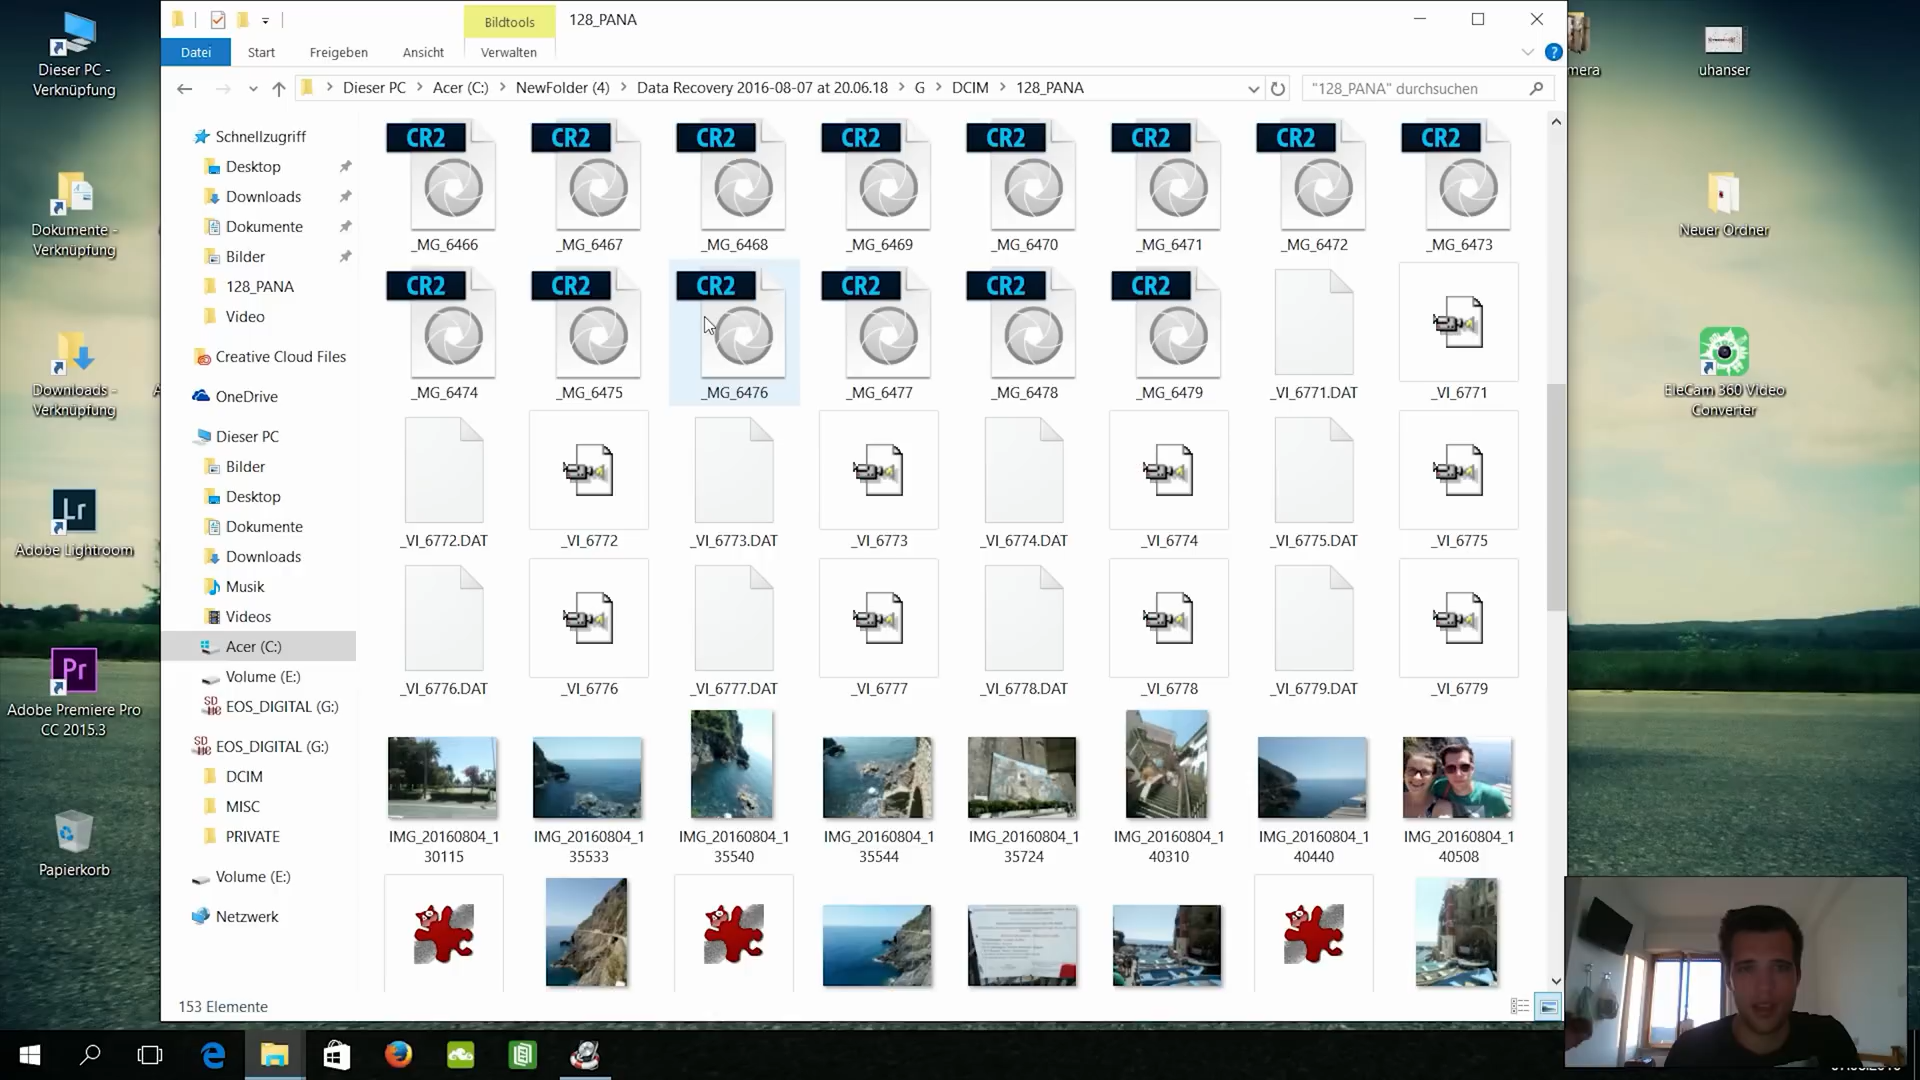 Bildtools
128_PANA
Datei
Start
Freigeben
Ansicht
Verwalten
Dieser PC
Acer (C:)
NewFolder (4)
Data Recovery 2016-08-07 at 20.06.18
G
DCIM
128_PANA
"128_PANA" durchsuchen
Dieser PC -
Verknüpfung
Dokumente -
Verknüpfung
Downloads -
Verknüpfung
Lr
Adobe Lightroom
Pr
Adobe Premiere Pro
CC 2015.3
Papierkorb
Schnellzugriff
Desktop
Downloads
Dokumente
Bilder
128_PANA
Video
Creative Cloud Files
OneDrive
Dieser PC
Bilder
Desktop
Dokumente
Downloads
Musik
Videos
Acer (C:)
Volume (E:)
EOS_DIGITAL (G:)
EOS_DIGITAL (G:)
DCIM
MISC
PRIVATE
Volume (E:)
Netzwerk
CR2 CR2 CR2 CR2 CR2 CR2 CR2 CR2
_MG_6466 _MG_6467 _MG_6468 _MG_6469 _MG_6470 _MG_6471 _MG_6472 _MG_6473
CR2 CR2 CR2 CR2 CR2 CR2
_MG_6474 _MG_6475 _MG_6476 _MG_6477 _MG_6478 _MG_6479 _VI_6771.DAT _VI_6771
_VI_6772.DAT _VI_6772 _VI_6773.DAT _VI_6773 _VI_6774.DAT _VI_6774 _VI_6775.DAT _VI_6775
_VI_6776.DAT _VI_6776 _VI_6777.DAT _VI_6777 _VI_6778.DAT _VI_6778 _VI_6779.DAT _VI_6779
IMG_20160804_1 IMG_20160804_1 IMG_20160804_1 IMG_20160804_1 IMG_20160804_1 IMG_20160804_1 IMG_20160804_1 IMG_20160804_1
30115 35533 35540 35544 35724 40310 40440 40508
153 Elemente
mera
uhanser
Neuer Ordner
EleCam 360 Video
Converter